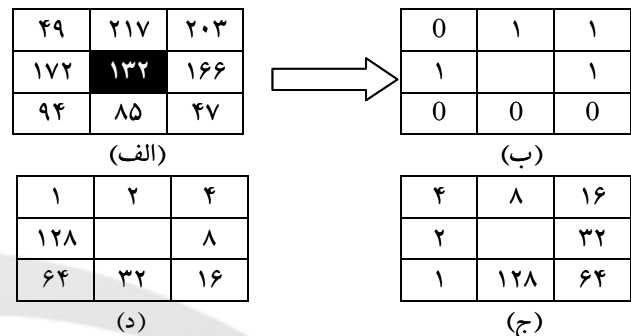 ۴۹ ۲۱۷ ۲۰۳
۱۷۲ ۱۳۲ ۱۶۶
۹۴ ۸۵ ۴۷
(الف)
0 ۱ ۱
۱ ۱
0 0 0
(ب)
۱ ۲ ۴
۱۲۸ ۸
۶۴ ۳۲ ۱۶
(د)
۴ ۸ ۱۶
۲ ۳۲
۱ ۱۲۸ ۶۴
(ج)